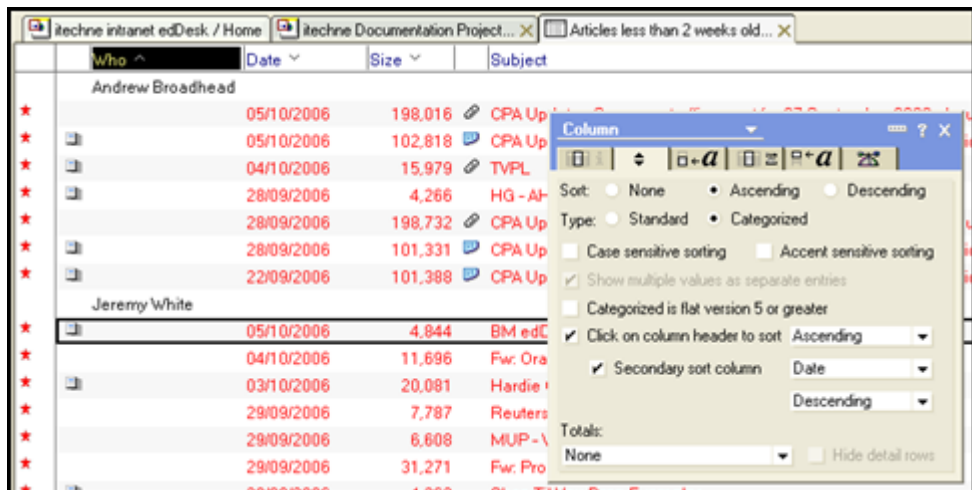 itechne intranet edDesk / Home itechne Documentation Project... Articles less than 2 weeks old...
Who Date Size Subject
Andrew Broadhead
05/10/2006 198,016 CPA Up
05/10/2006 102,818 CPA Up
04/10/2006 15,979 TVPL
28/09/2006 4,266 HG - AH
28/09/2006 198,732 CPA Up
28/09/2006 101,331 CPA Up
22/09/2006 101,388 CPA Up
Jeremy White
05/10/2006 4,844 BM edD
04/10/2006 11,696 Fw: Ora
03/10/2006 20,081 Hardie
29/09/2006 7,787 Reuters
29/09/2006 6,608 MUP - V
29/09/2006 31,271 Fw: Pro
Column
Sort: None Ascending Descending
Type: Standard Categorized
Case sensitive sorting Accent sensitive sorting
Show multiple values as separate entries
Categorized is flat version 5 or greater
Click on column header to sort Ascending
Secondary sort column Date
Descending
Totals:
None Hide detail rows